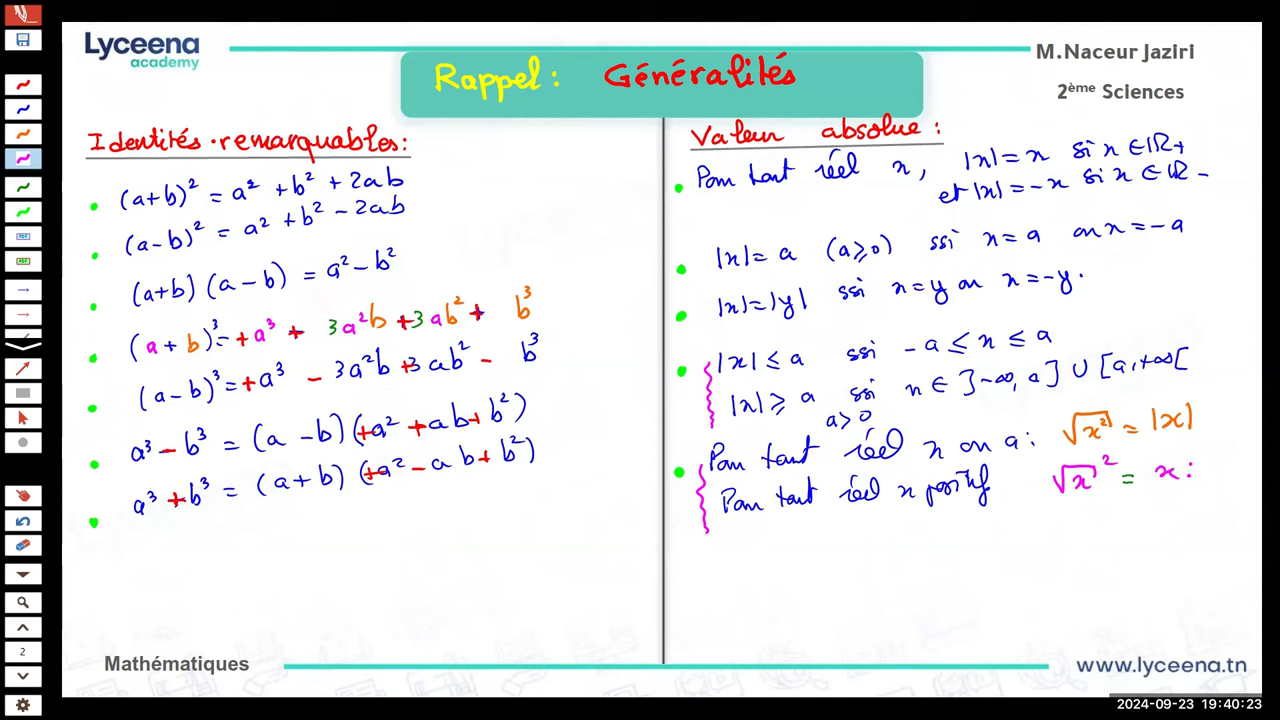 Lyceena
academy
M.Naceur Jaziri
2ème Sciences
Rappel: Généralités
Identités remarquables:
(a+b)² = a² + b² + 2ab
(a-b)² = a² + b² - 2ab
(a+b)(a-b) = a² - b²
(a+b)³ = +a³ + 3a²b + 3ab² + b³
(a-b)³ = +a³ - 3a²b + 3ab² - b³
a³ - b³ = (a-b)(+a² + ab + b²)
a³ + b³ = (a+b)(+a² - ab + b²)
Valeur absolue:
Pour tout réel x, |x| = x si x ∈ IR+
et |x| = -x si x ∈ IR-
|x| = a (a ⩾ 0) ssi x = a ou x = -a
|x| = |y| ssi x = y ou x = -y.
|x| ≤ a ssi -a ≤ x ≤ a
|x| ⩾ a ssi x ∈ ]-∞, a] ∪ [a, +∞[
a > 0
Pour tout réel x on a: √x² = |x|
Pour tout réel x positif √x² = x:
Mathématiques
www.lyceena.tn
2
2024-09-23 19:40:23